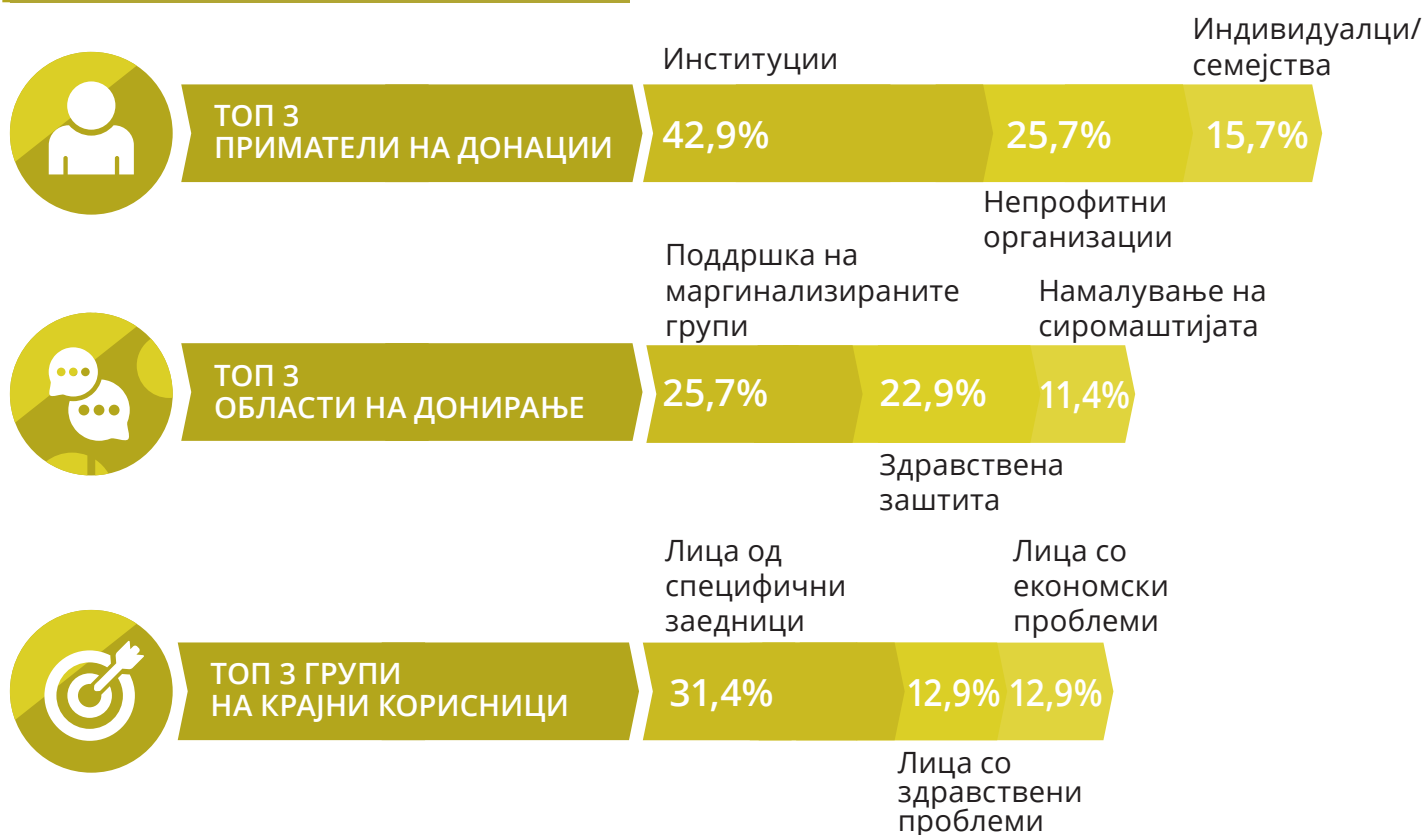 Институции
Индивидуалци/
семејства
ТОП 3
ПРИМАТЕЛИ НА ДОНАЦИИ
42,9%
25,7%
15,7%
Непрофитни
организации
Поддршка на
маргинализираните
групи
Намалување на
сиромаштијата
ТОП 3
ОБЛАСТИ НА ДОНИРАЊЕ
25,7%
22,9%
11,4%
Здравствена
заштита
Лица од
специфични
заедници
Лица со
економски
проблеми
ТОП 3 ГРУПИ
НА КРАЈНИ КОРИСНИЦИ
31,4%
12,9%
12,9%
Лица со
здравствени
проблеми